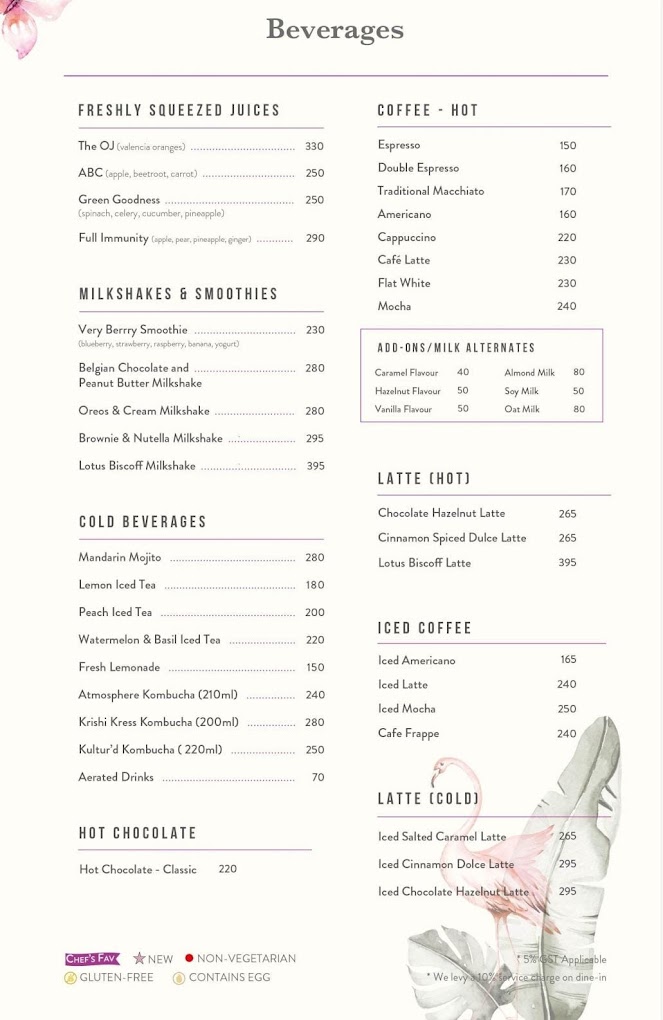 Beverages
FRESHLY SQUEEZED JUICES
The OJ (valencia oranges) 330
ABC (apple, beetroot, carrot) 250
Green Goodness 250
(spinach, celery, cucumber, pineapple)
Full Immunity (apple, pear, pineapple, ginger) 290
MILKSHAKES & SMOOTHIES
Very Berrry Smoothie 230
(blueberry, strawberry, raspberry, banana, yogurt)
Belgian Chocolate and 280
Peanut Butter Milkshake
Oreos & Cream Milkshake 280
Brownie & Nutella Milkshake 295
Lotus Biscoff Milkshake 395
COLD BEVERAGES
Mandarin Mojito 280
Lemon Iced Tea 180
Peach Iced Tea 200
Watermelon & Basil Iced Tea 220
Fresh Lemonade 150
Atmosphere Kombucha (210ml) 240
Krishi Kress Kombucha (200ml) 280
Kultur'd Kombucha ( 220ml) 250
Aerated Drinks 70
HOT CHOCOLATE
Hot Chocolate - Classic 220
COFFEE - HOT
Espresso 150
Double Espresso 160
Traditional Macchiato 170
Americano 160
Cappuccino 220
Café Latte 230
Flat White 230
Mocha 240
ADD-ONS/MILK ALTERNATES
Caramel Flavour 40 Almond Milk 80
Hazelnut Flavour 50 Soy Milk 50
Vanilla Flavour 50 Oat Milk 80
LATTE (HOT)
Chocolate Hazelnut Latte 265
Cinnamon Spiced Dulce Latte 265
Lotus Biscoff Latte 395
ICED COFFEE
Iced Americano 165
Iced Latte 240
Iced Mocha 250
Cafe Frappe 240
LATTE (COLD)
Iced Salted Caramel Latte 265
Iced Cinnamon Dolce Latte 295
Iced Chocolate Hazelnut Latte 295
CHEF'S FAV NEW NON-VEGETARIAN
GLUTEN-FREE CONTAINS EGG
* 5% GST Applicable
* We levy a 10% service charge on dine-in